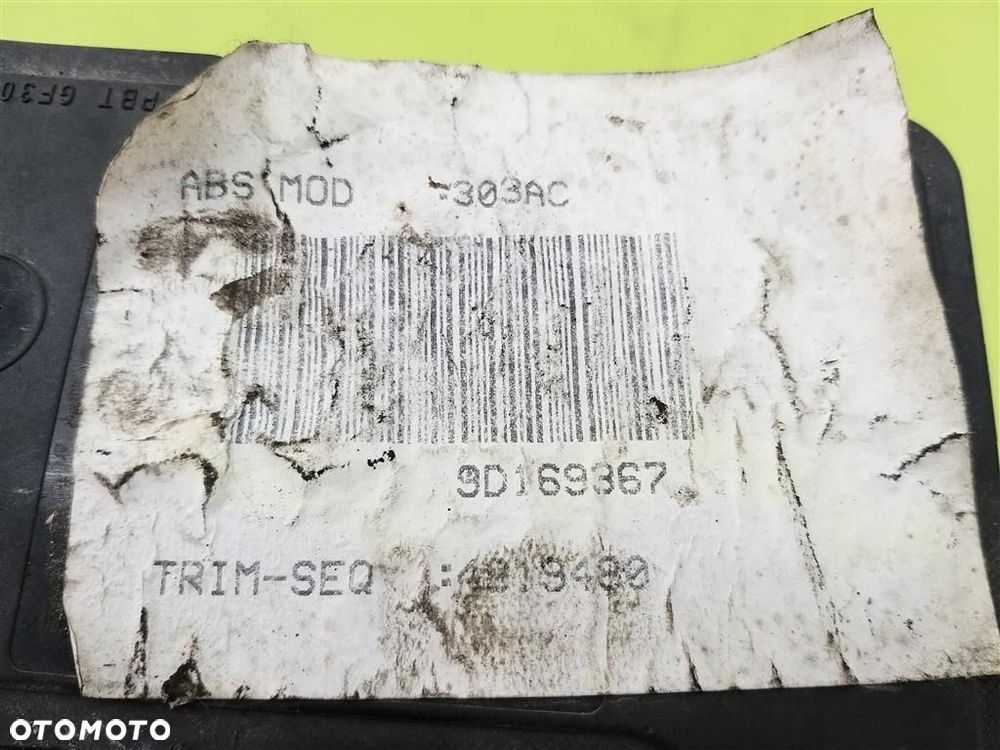 PBT GF30
ABS MOD :303AC
9D169367
TRIM-SEQ
OTOMOTO